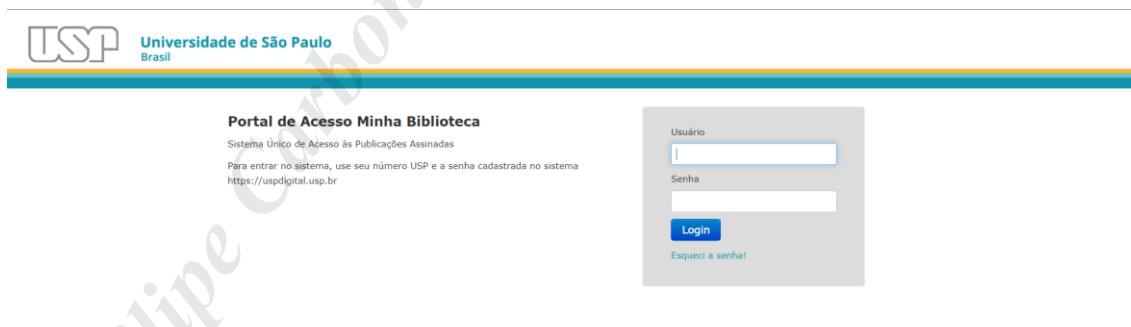 USP
Universidade de São Paulo
Brasil
Portal de Acesso Minha Biblioteca
Sistema Único de Acesso às Publicações Assinadas
Para entrar no sistema, use seu número USP e a senha cadastrada no sistema
https://uspdigital.usp.br
Usuário
Senha
Login
Esqueci a senha!